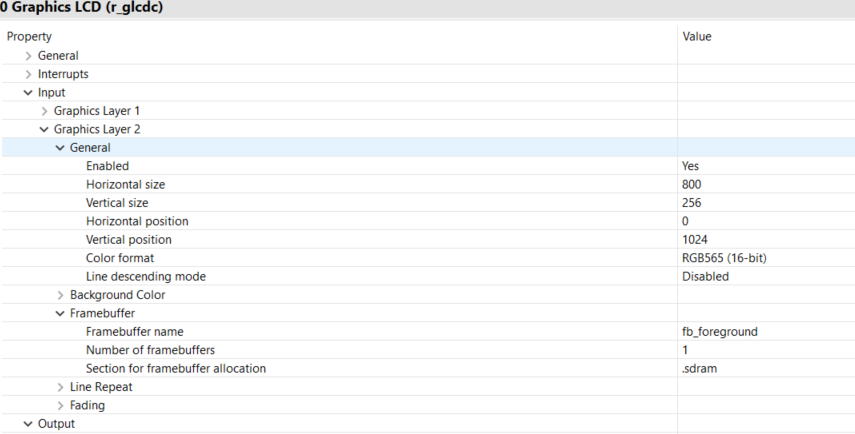 0 Graphics LCD (r_glcdc)
Property Value
General
Interrupts
Input
Graphics Layer 1
Graphics Layer 2
General
Enabled Yes
Horizontal size 800
Vertical size 256
Horizontal position 0
Vertical position 1024
Color format RGB565 (16-bit)
Line descending mode Disabled
Background Color
Framebuffer
Framebuffer name fb_foreground
Number of framebuffers 1
Section for framebuffer allocation .sdram
Line Repeat
Fading
Output